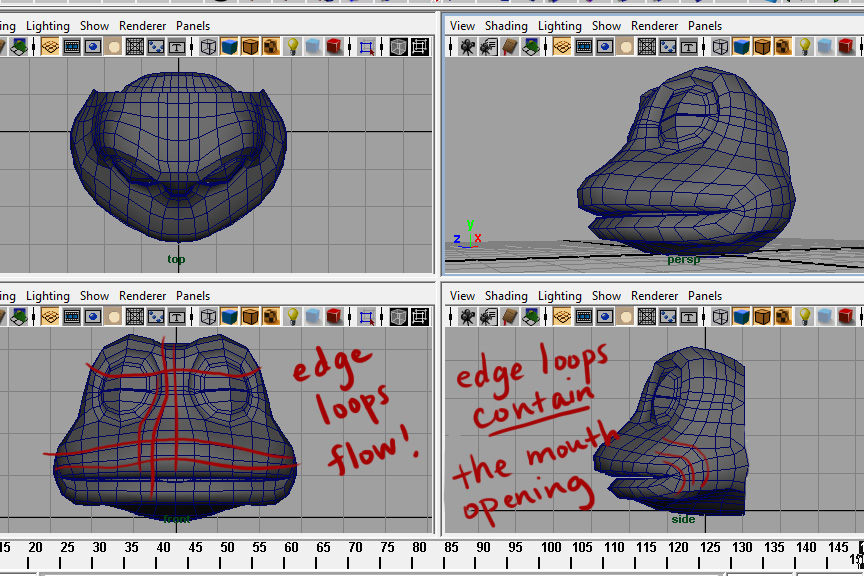 ing Lighting Show Renderer Panels
View Shading Lighting Show Renderer Panels
top
y
z x
persp
ing Lighting Show Renderer Panels
View Shading Lighting Show Renderer Panels
edge
loops
flow!
front
edge loops
contain
the mouth
opening
side
15 20 25 30 35 40 45 50 55 60 65 70 75 80 85 90 95 100 105 110 115 120 125 130 135 140 145